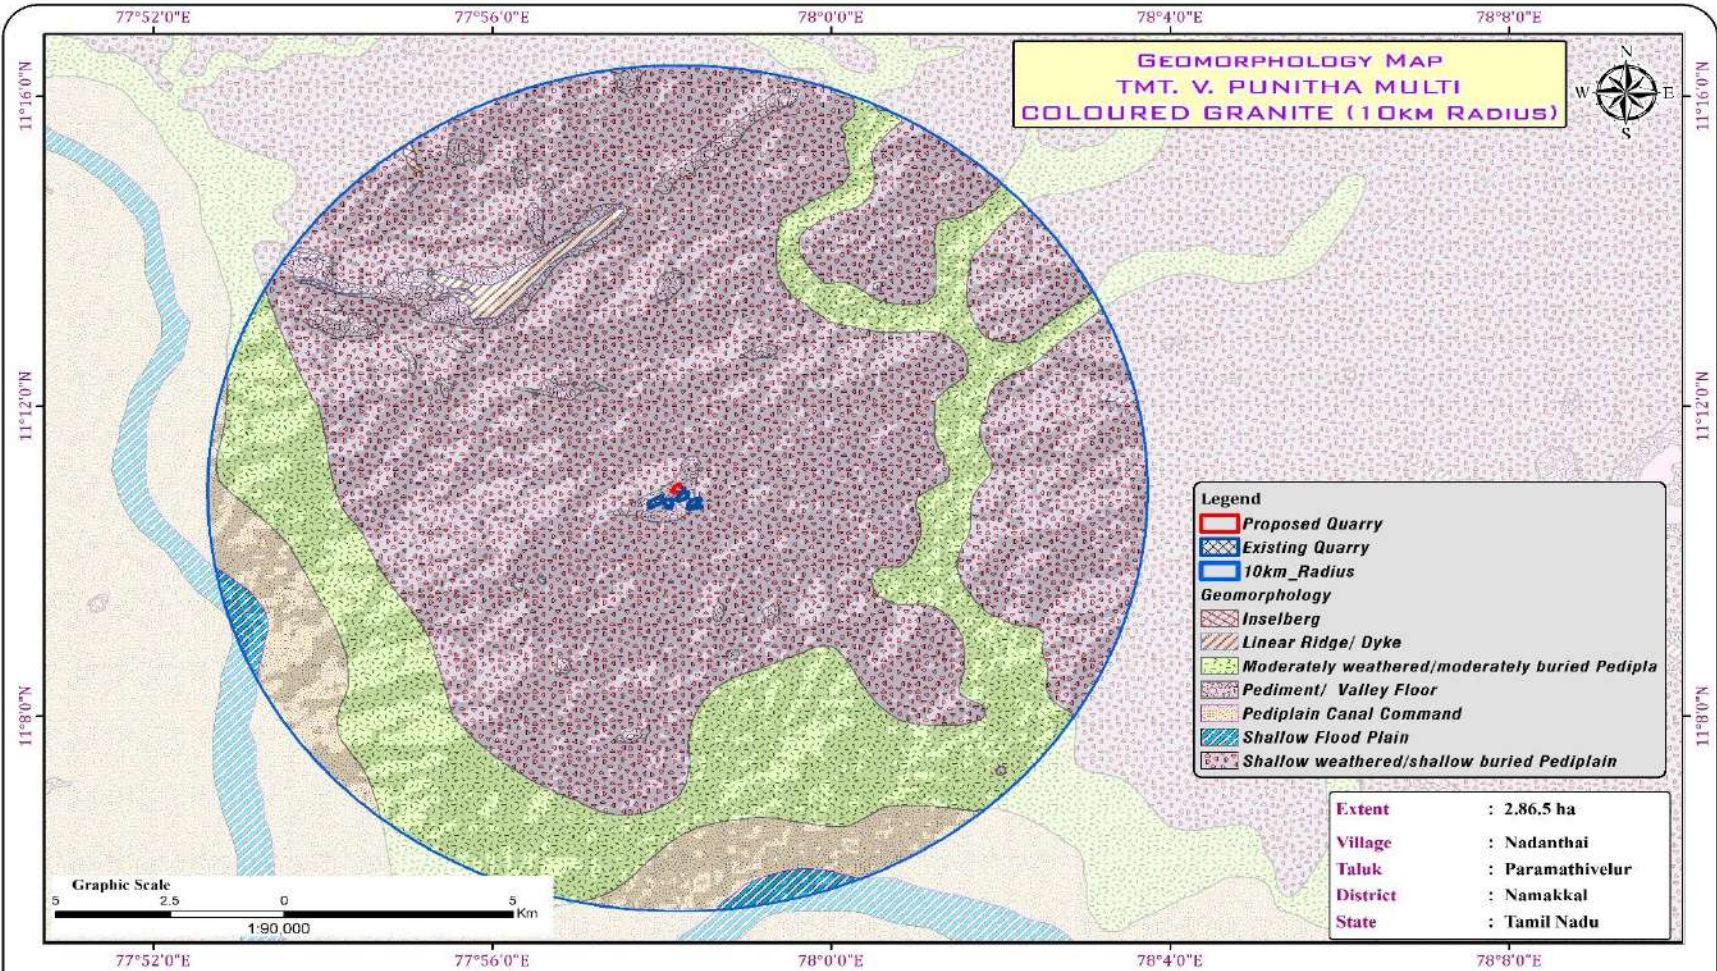 77°52'0"E 77°56'0"E 78°0'0"E 78°4'0"E 78°8'0"E
GEOMORPHOLOGY MAP
TMT. V. PUNITHA MULTI
COLOURED GRANITE (10KM RADIUS)
N
W E
S
11°16'0"N 11°16'0"N
11°12'0"N 11°12'0"N
11°8'0"N 11°8'0"N
Legend
Proposed Quarry
Existing Quarry
10km_Radius
Geomorphology
Inselberg
Linear Ridge/ Dyke
Moderately weathered/moderately buried Pedipla
Pediment/ Valley Floor
Pediplain Canal Command
Shallow Flood Plain
Shallow weathered/shallow buried Pediplain
Extent : 2.86.5 ha
Village : Nadanthai
Taluk : Paramathivelur
District : Namakkal
State : Tamil Nadu
Graphic Scale
5 2.5 0 5
Km
1:90,000
77°52'0"E 77°56'0"E 78°0'0"E 78°4'0"E 78°8'0"E